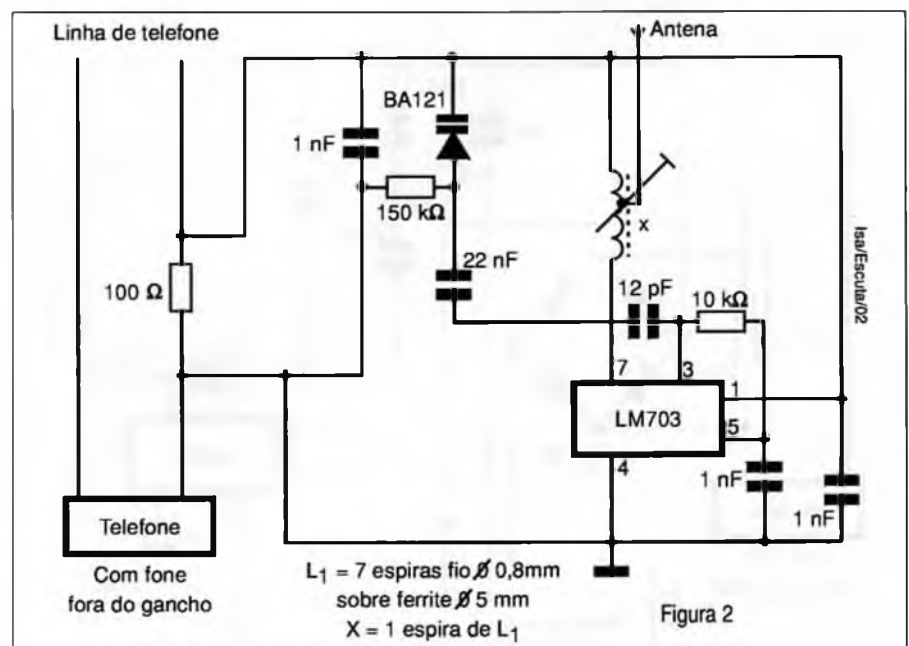 Linha de telefone
Antena
BA121
1 nF
150 kΩ
22 nF
100 Ω
x
12 pF
10 kΩ
7
3
1
LM703
5
4
1 nF
1 nF
Isa/Escuta/02
Telefone
Com fone
fora do gancho
L1 = 7 espiras fio Ø 0,8mm
sobre ferrite Ø 5 mm
X = 1 espira de L1
Figura 2